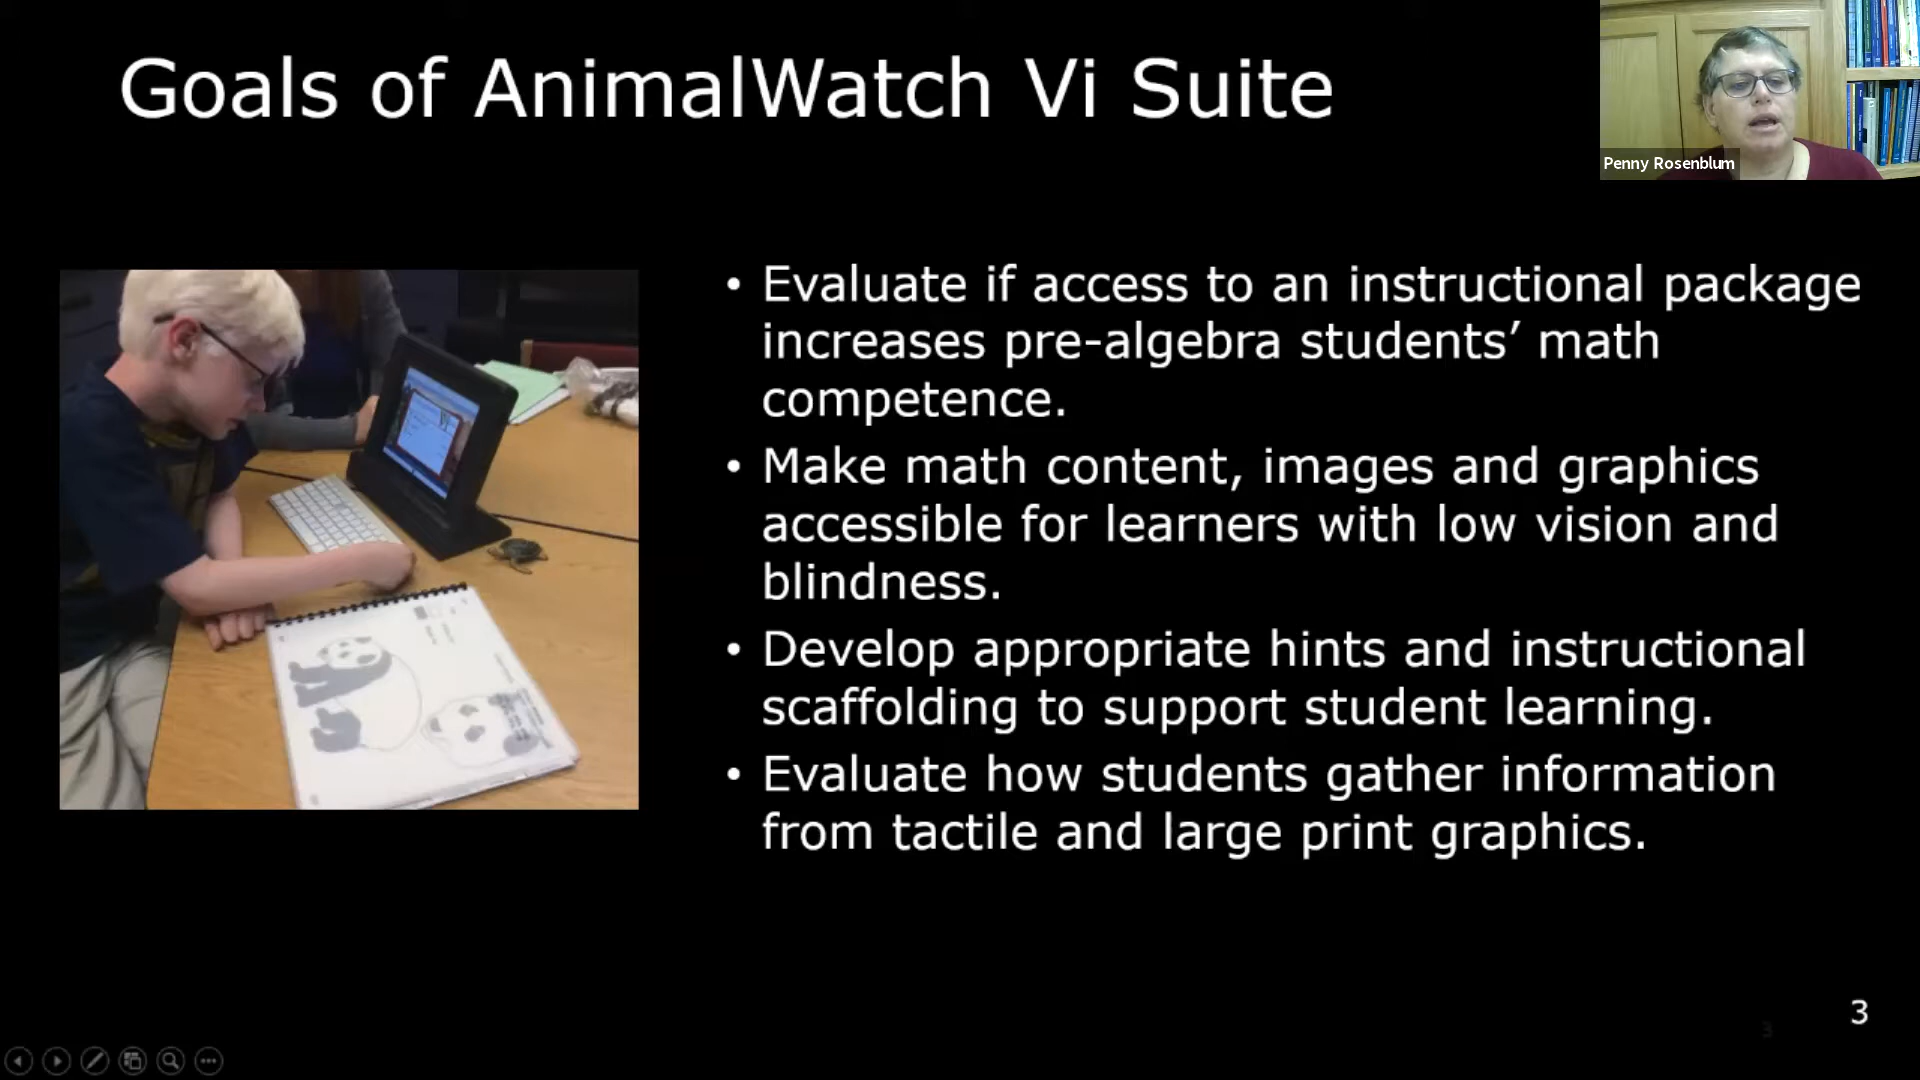 Goals of AnimalWatch Vi Suite
Penny Rosenblum
• Evaluate if access to an instructional package
increases pre-algebra students’ math
competence.
• Make math content, images and graphics
accessible for learners with low vision and
blindness.
• Develop appropriate hints and instructional
scaffolding to support student learning.
• Evaluate how students gather information
from tactile and large print graphics.
3
3